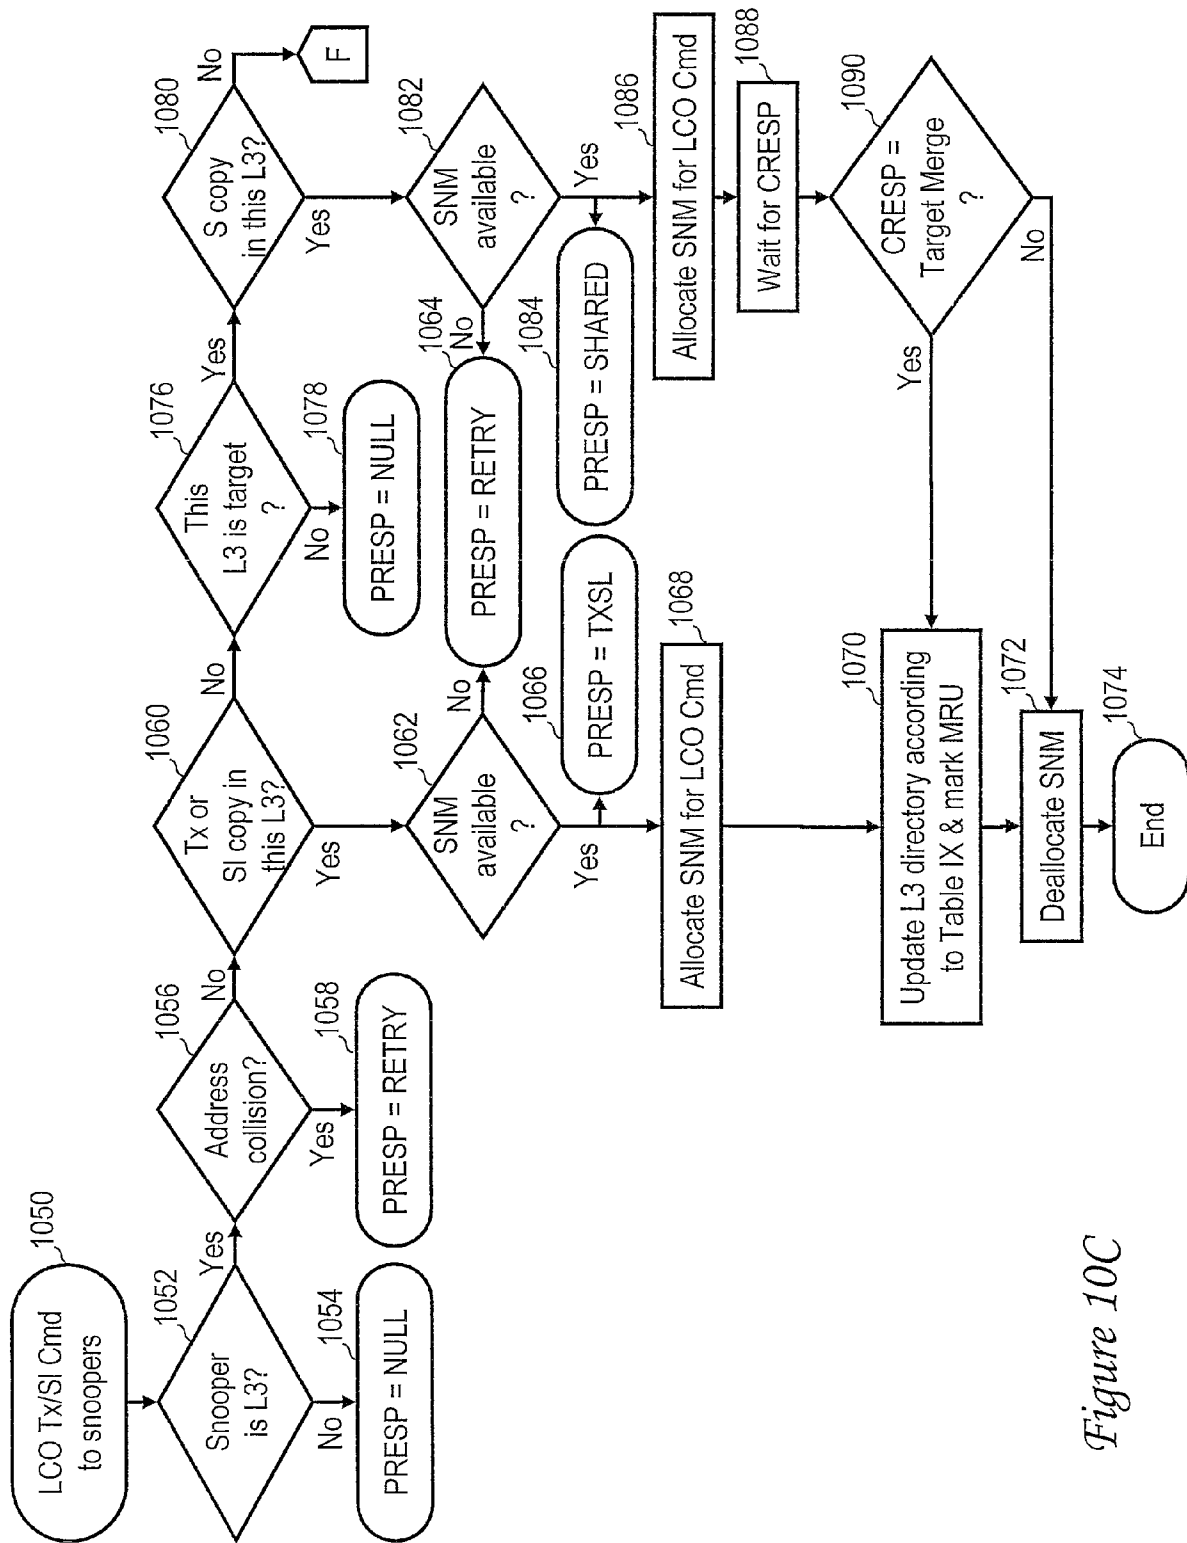 LCO Tx/SI Cmd
to snoopers
1050
Snooper
is L3?
1052
Yes
No
PRESP = NULL
1054
Address
collision?
1056
No
Yes
PRESP = RETRY
1058
Tx or
SI copy in
this L3?
1060
No
Yes
SNM
available
?
1062
No
Yes
PRESP = RETRY
1064
PRESP = TXSL
1066
Allocate SNM for LCO Cmd
1068
Update L3 directory according
to Table IX & mark MRU
1070
Deallocate SNM
1072
End
1074
This
L3 is target
?
1076
Yes
No
PRESP = NULL
1078
S copy
in this L3?
1080
No
F
Yes
SNM
available
?
1082
No
Yes
PRESP = SHARED
1084
Allocate SNM for LCO Cmd
1086
Wait for CRESP
1088
CRESP =
Target Merge
?
1090
Yes
No
Figure 10C